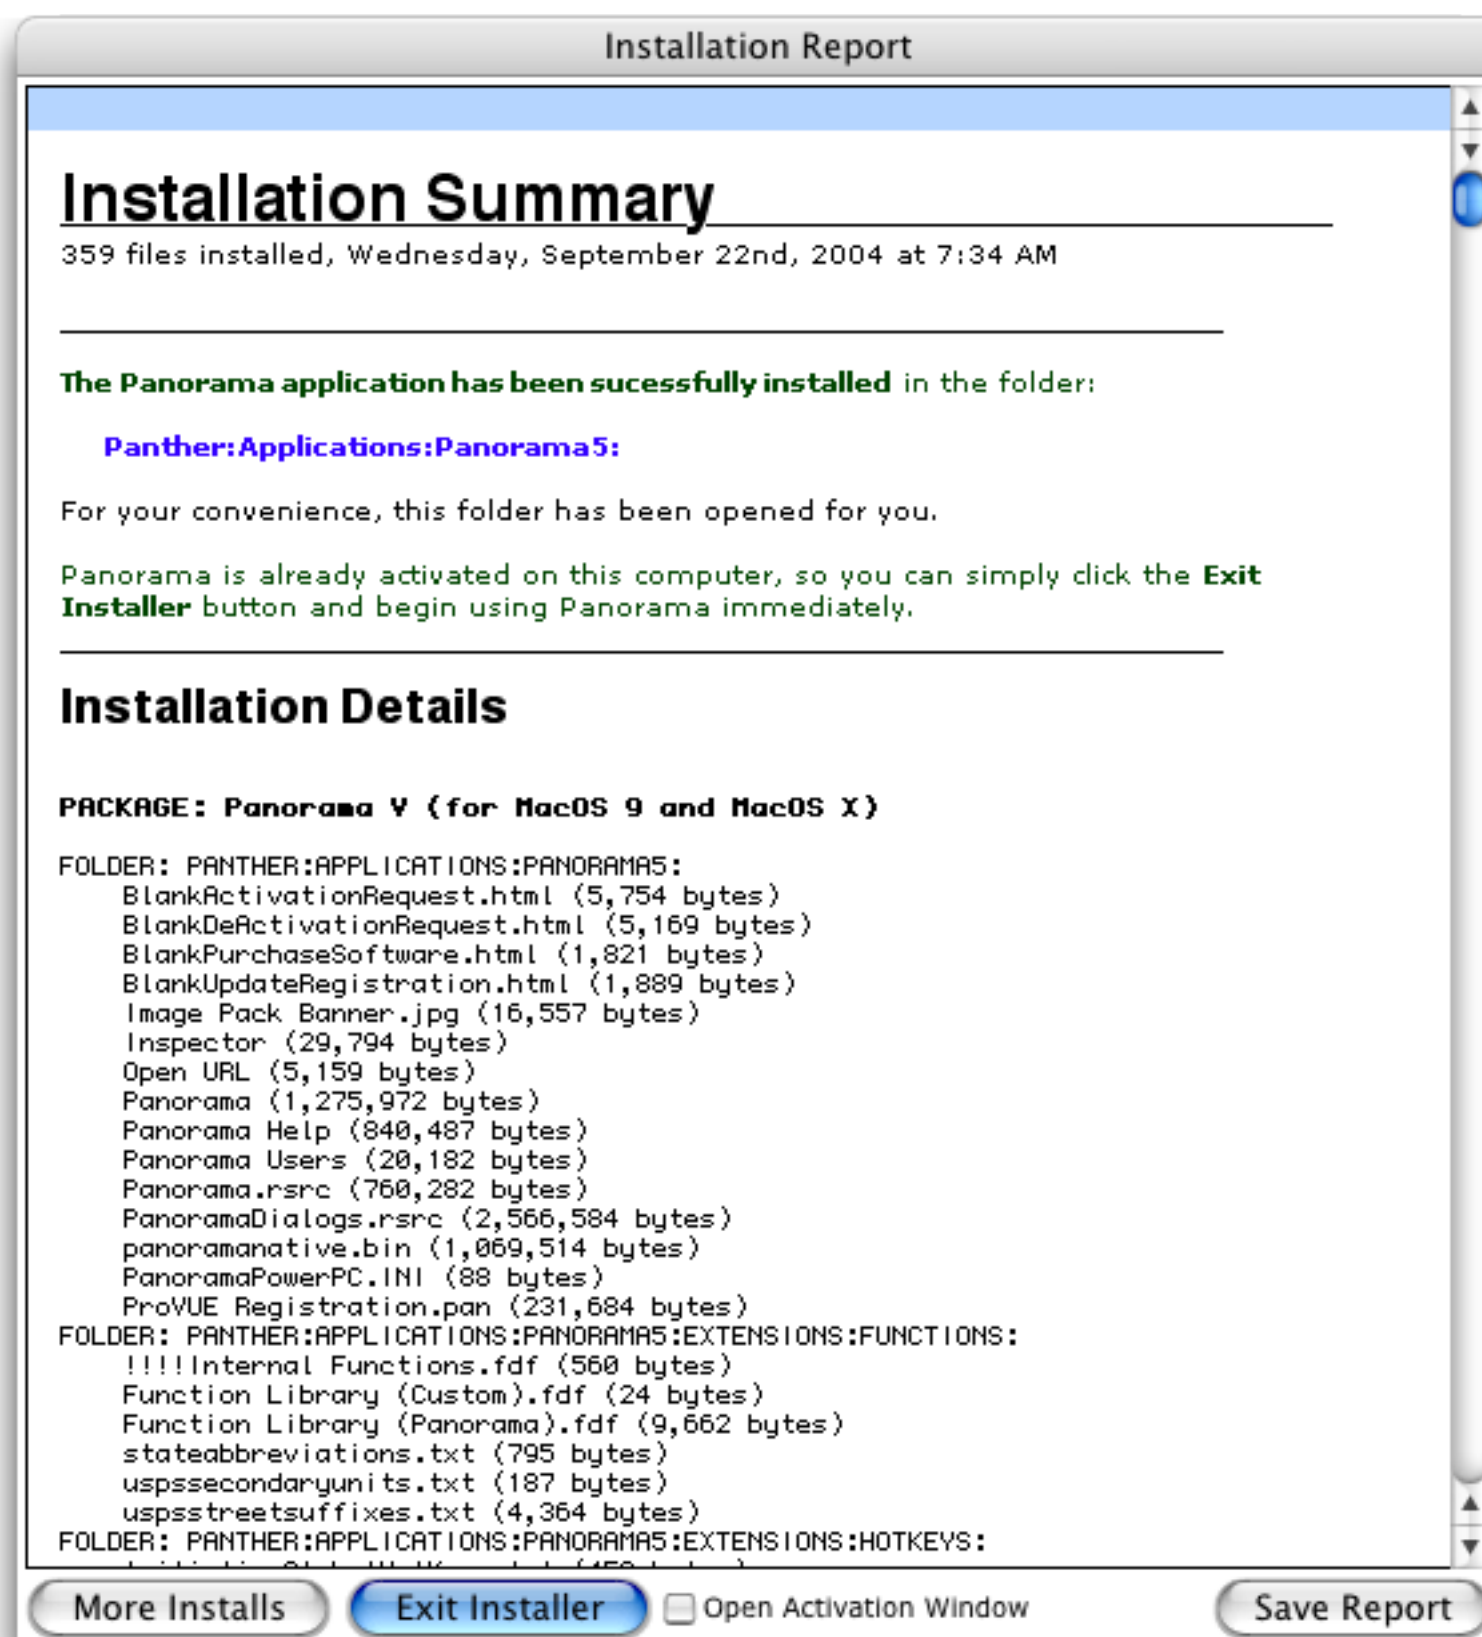 Installation Report
Installation Summary
359 files installed, Wednesday, September 22nd, 2004 at 7:34 AM
The Panorama application has been sucessfully installed in the folder:
Panther:Applications:Panorama5:
For your convenience, this folder has been opened for you.
Panorama is already activated on this computer, so you can simply click the Exit
Installer button and begin using Panorama immediately.
Installation Details
PACKAGE: Panorama V (for MacOS 9 and MacOS X)
FOLDER: PANTHER:APPLICATIONS:PANORAMA5:
BlankActivationRequest.html (5,754 bytes)
BlankDeActivationRequest.html (5,169 bytes)
BlankPurchaseSoftware.html (1,821 bytes)
BlankUpdateRegistration.html (1,889 bytes)
Image Pack Banner.jpg (16,557 bytes)
Inspector (29,794 bytes)
Open URL (5,159 bytes)
Panorama (1,275,972 bytes)
Panorama Help (840,487 bytes)
Panorama Users (20,182 bytes)
Panorama.rsrc (760,282 bytes)
PanoramaDialogs.rsrc (2,566,584 bytes)
panoramanative.bin (1,069,514 bytes)
PanoramaPowerPC.INI (88 bytes)
ProVUE Registration.pan (231,684 bytes)
FOLDER: PANTHER:APPLICATIONS:PANORAMA5:EXTENSIONS:FUNCTIONS:
!!!!Internal Functions.fdf (560 bytes)
Function Library (Custom).fdf (24 bytes)
Function Library (Panorama).fdf (9,662 bytes)
stateabbreviations.txt (795 bytes)
uspssecondaryunits.txt (187 bytes)
uspsstreetsuffixes.txt (4,364 bytes)
FOLDER: PANTHER:APPLICATIONS:PANORAMA5:EXTENSIONS:HOTKEYS:
More Installs
Exit Installer
Open Activation Window
Save Report